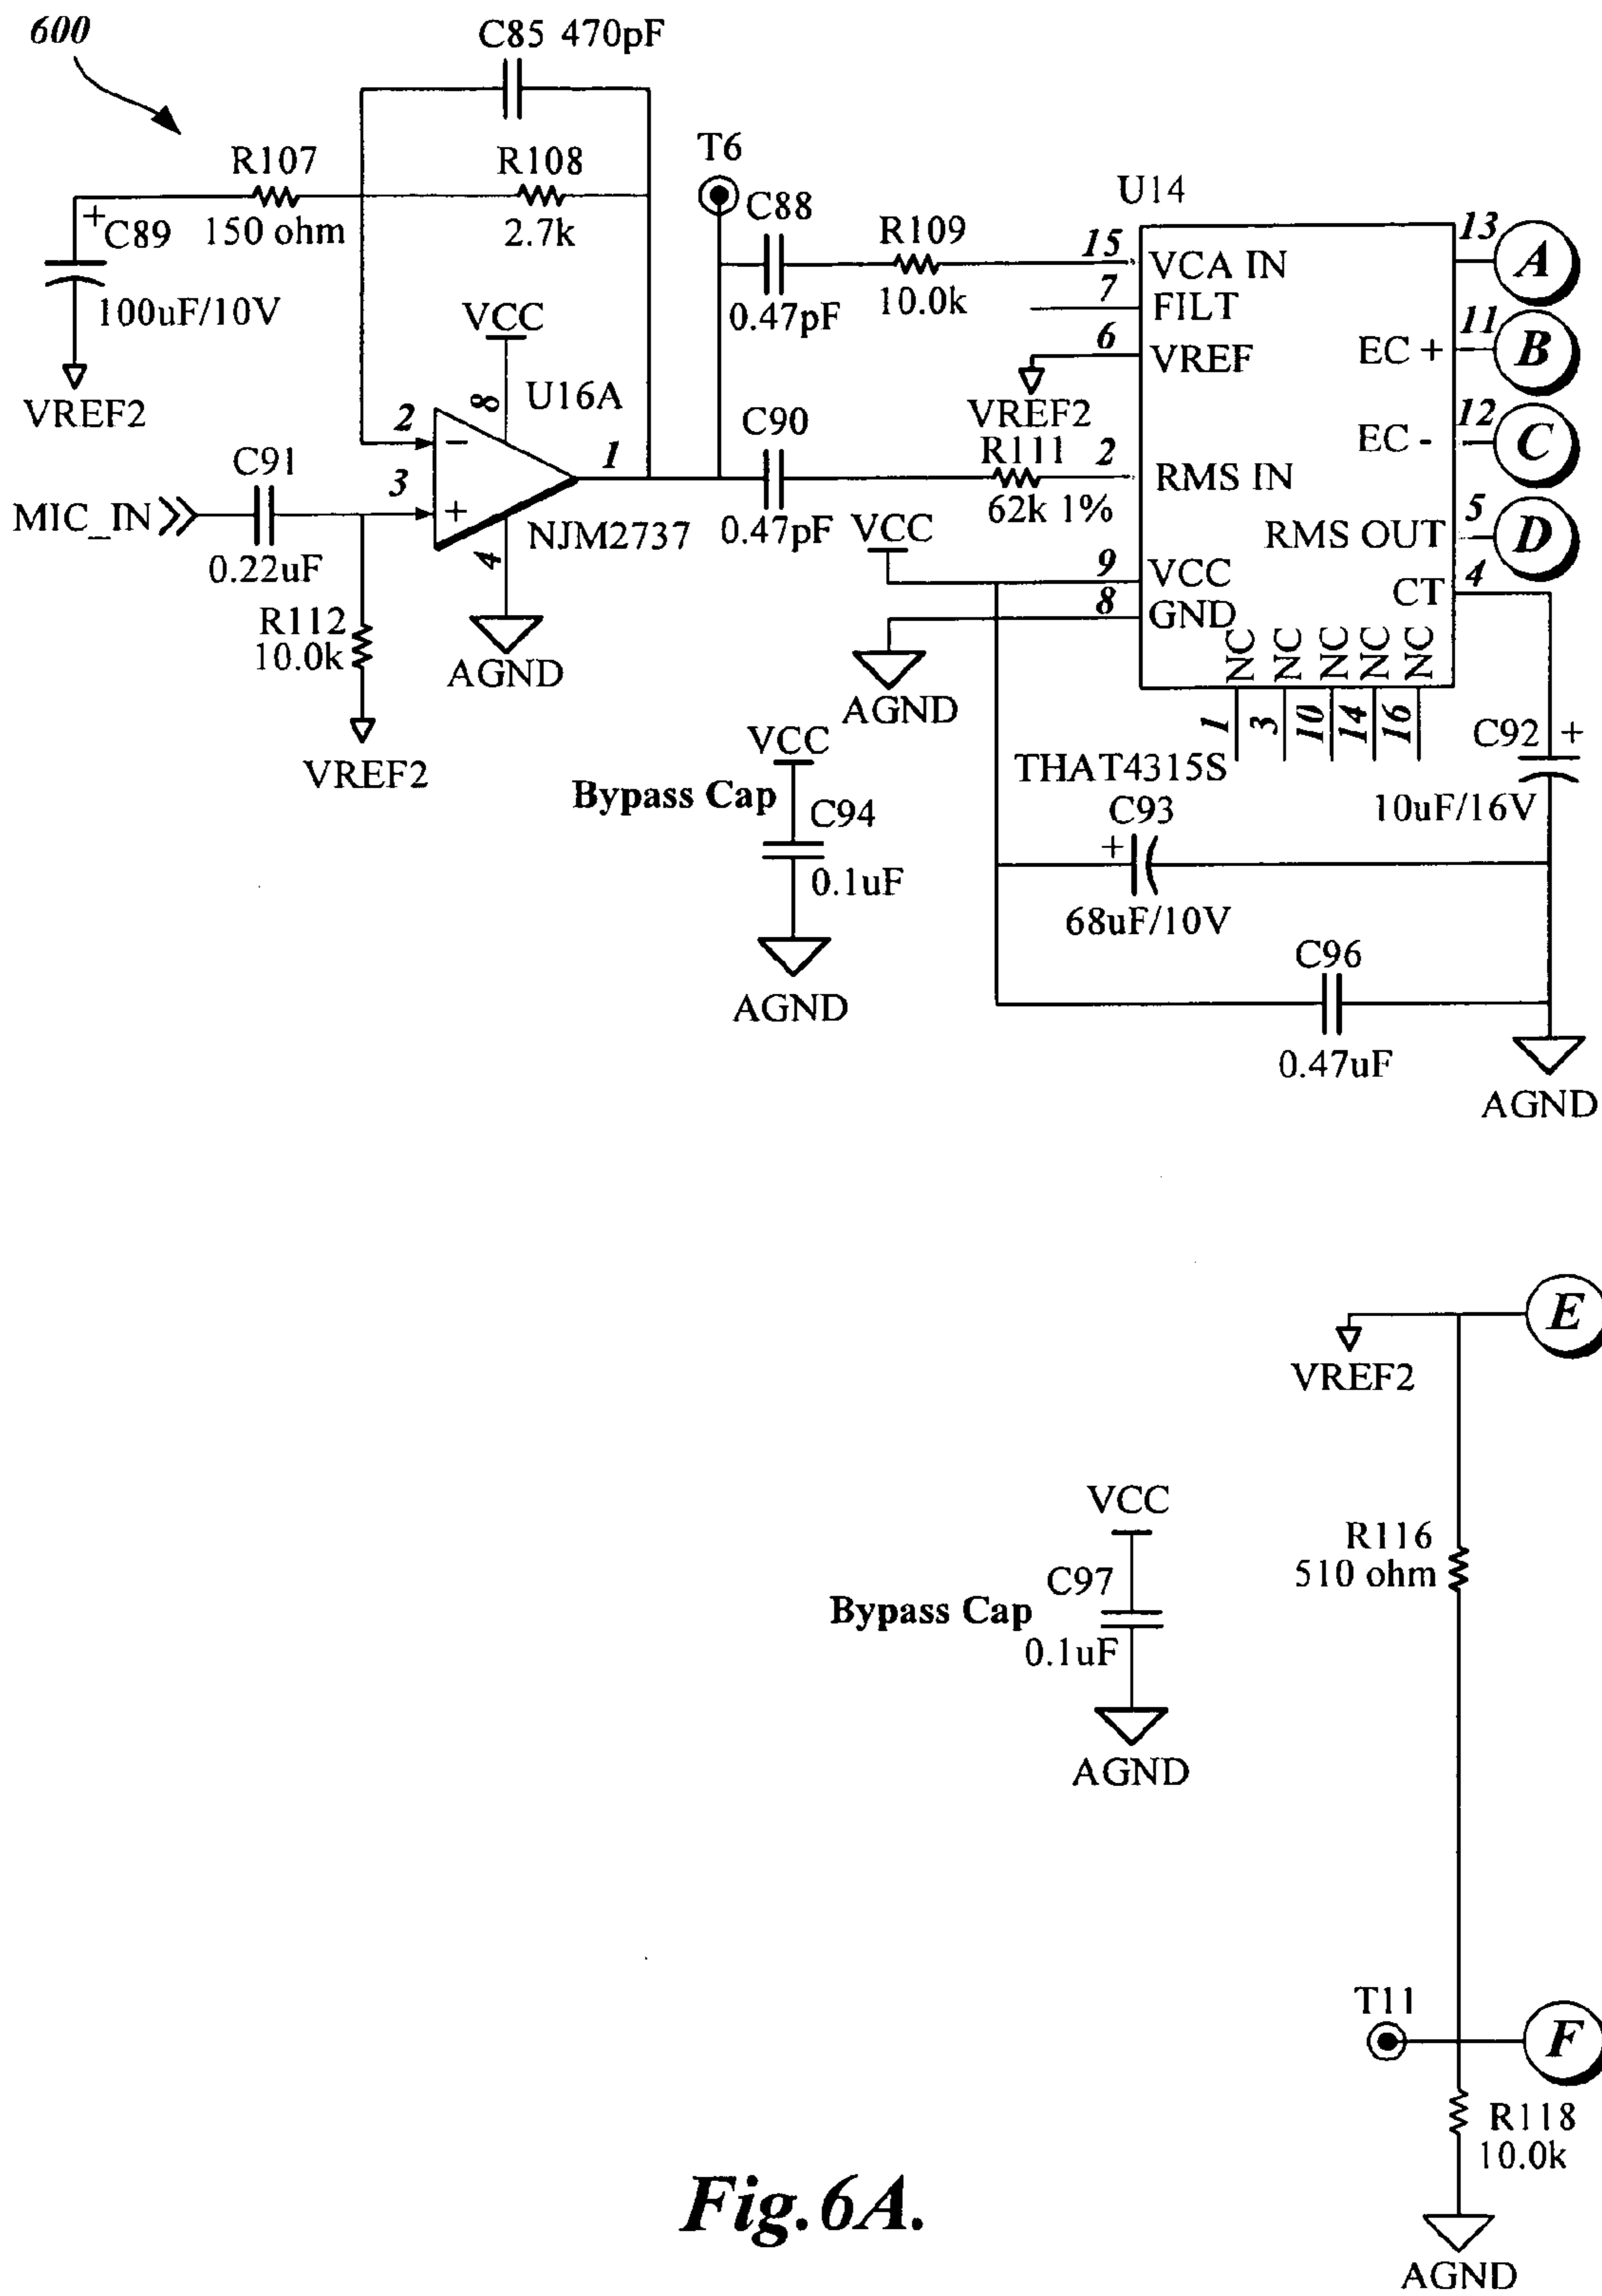 600
C85 470pF
R107
R108
T6
C88
R109
U14
+
C89
150 ohm
2.7k
15
VCA IN
13
A
100uF/10V
VCC
0.47pF
10.0k
7
FILT
6
VREF
EC +
11
B
VREF2
8
U16A
C90
VREF2
R111
2
RMS IN
EC -
12
C
2
−
1
C91
3
+
MIC_IN
NJM2737
0.47pF
62k 1%
VCC
RMS OUT
5
D
0.22uF
4
9
VCC
CT
4
8
GND
R112
10.0k
AGND
AGND
NC
NC
NC
NC
NC
1
3
10
14
16
VREF2
VCC
Bypass Cap
C94
0.1uF
AGND
THAT4315S
C92 +
10uF/16V
C93
+
68uF/10V
C96
0.47uF
AGND
E
VREF2
VCC
R116
510 ohm
C97
Bypass Cap
0.1uF
AGND
T11
F
R118
10.0k
AGND
Fig.6A.